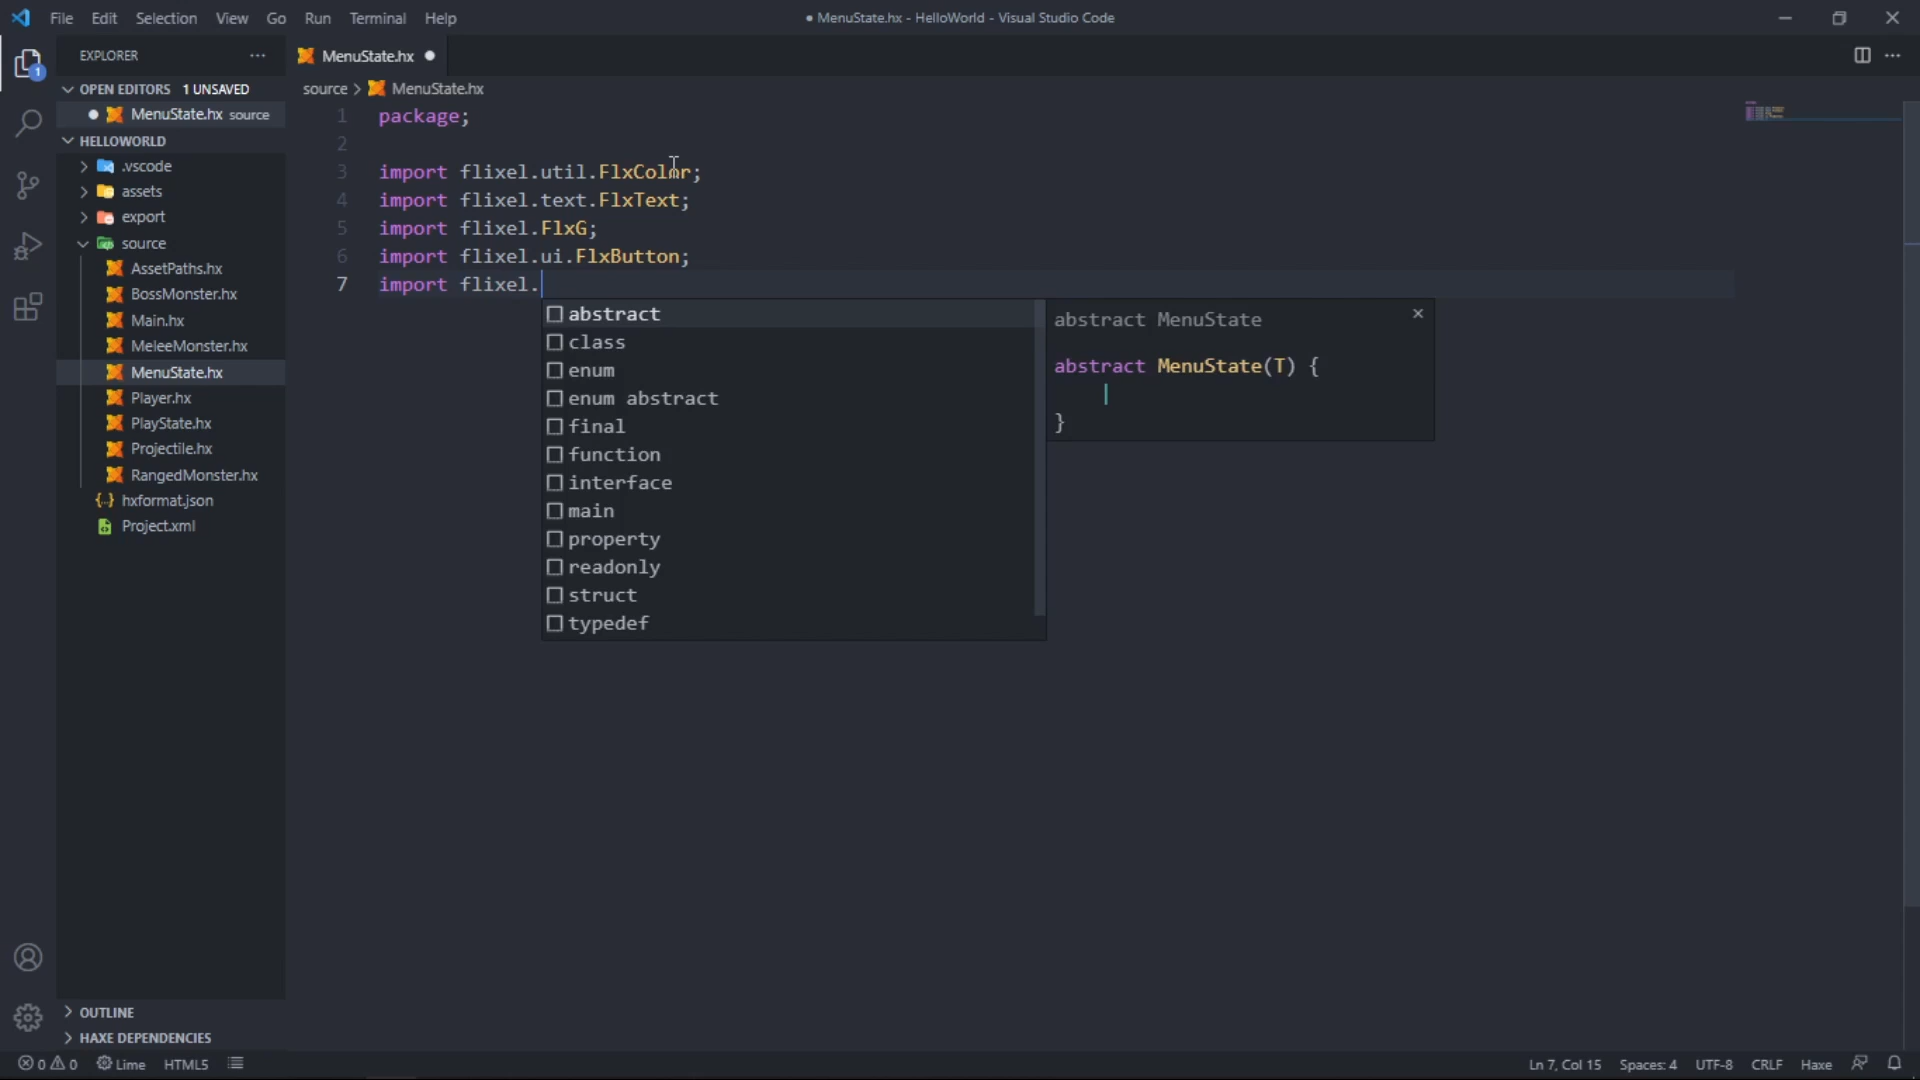 File Edit Selection View Go Run Terminal Help
● MenuState.hx - HelloWorld - Visual Studio Code
EXPLORER
OPEN EDITORS 1 UNSAVED
MenuState.hx source
HELLOWORLD
.vscode
assets
export
source
AssetPaths.hx
BossMonster.hx
Main.hx
MeleeMonster.hx
MenuState.hx
Player.hx
PlayState.hx
Projectile.hx
RangedMonster.hx
hxformat.json
Project.xml
OUTLINE
HAXE DEPENDENCIES
1
MenuState.hx
source > MenuState.hx
1 package;
2
3 import flixel.util.FlxColor;
4 import flixel.text.FlxText;
5 import flixel.FlxG;
6 import flixel.ui.FlxButton;
7 import flixel.
abstract
class
enum
enum abstract
final
function
interface
main
property
readonly
struct
typedef
abstract MenuState
abstract MenuState(T) {
}
0 0 Lime HTML5
Ln 7, Col 15 Spaces: 4 UTF-8 CRLF Haxe